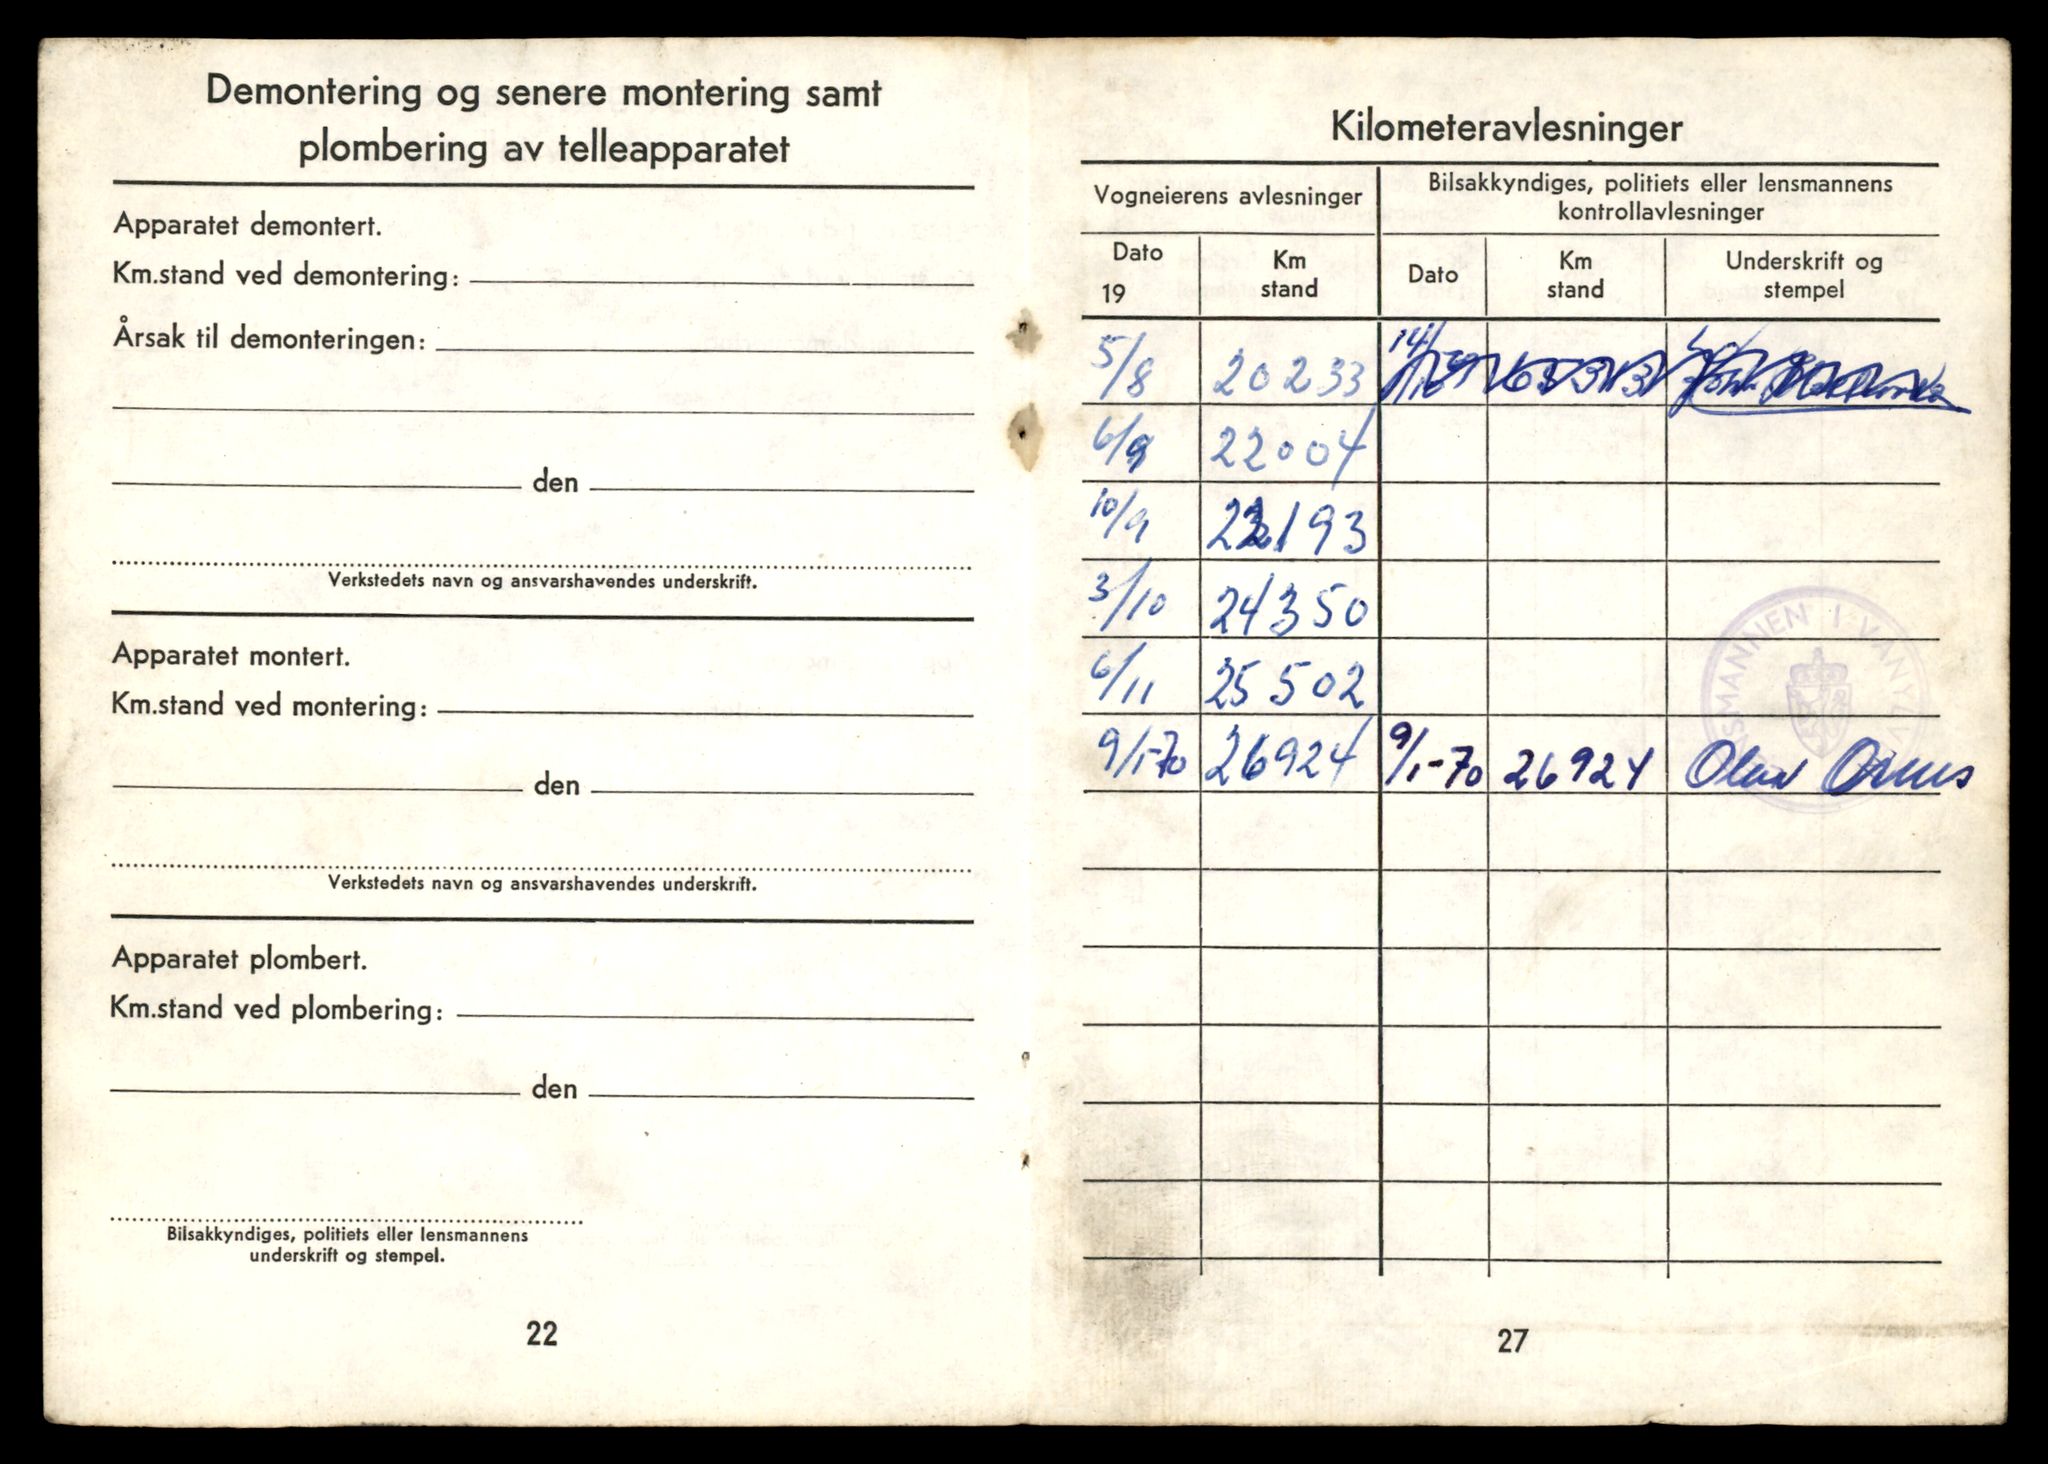 Demontering og senere montering samt
plombering av telleapparatet
Apparatet demontert.
Km.stand ved demontering:
Årsak til demonteringen:
den
Verkstedets navn og ansvarshavendes underskrift.
Apparatet montert.
Km.stand ved montering:
den
Verkstedets navn og ansvarshavendes underskrift.
Apparatet plombert.
Km.stand ved plombering:
den
Bilsakkyndiges, politiets eller lensmannens
underskrift og stempel.
22
Kilometeravlesninger
Vogneierens avlesninger
Bilsakkyndiges, politiets eller lensmannens
kontrollavlesninger
Dato
19
Km
stand
Dato
Km
stand
Underskrift og
stempel
5/8 20233
6/9 22004
10/9 22193
3/10 24350
6/11 25502
9/1-70 26924 9/1-70 26924 Olav
SMANNEN I VANYL
27